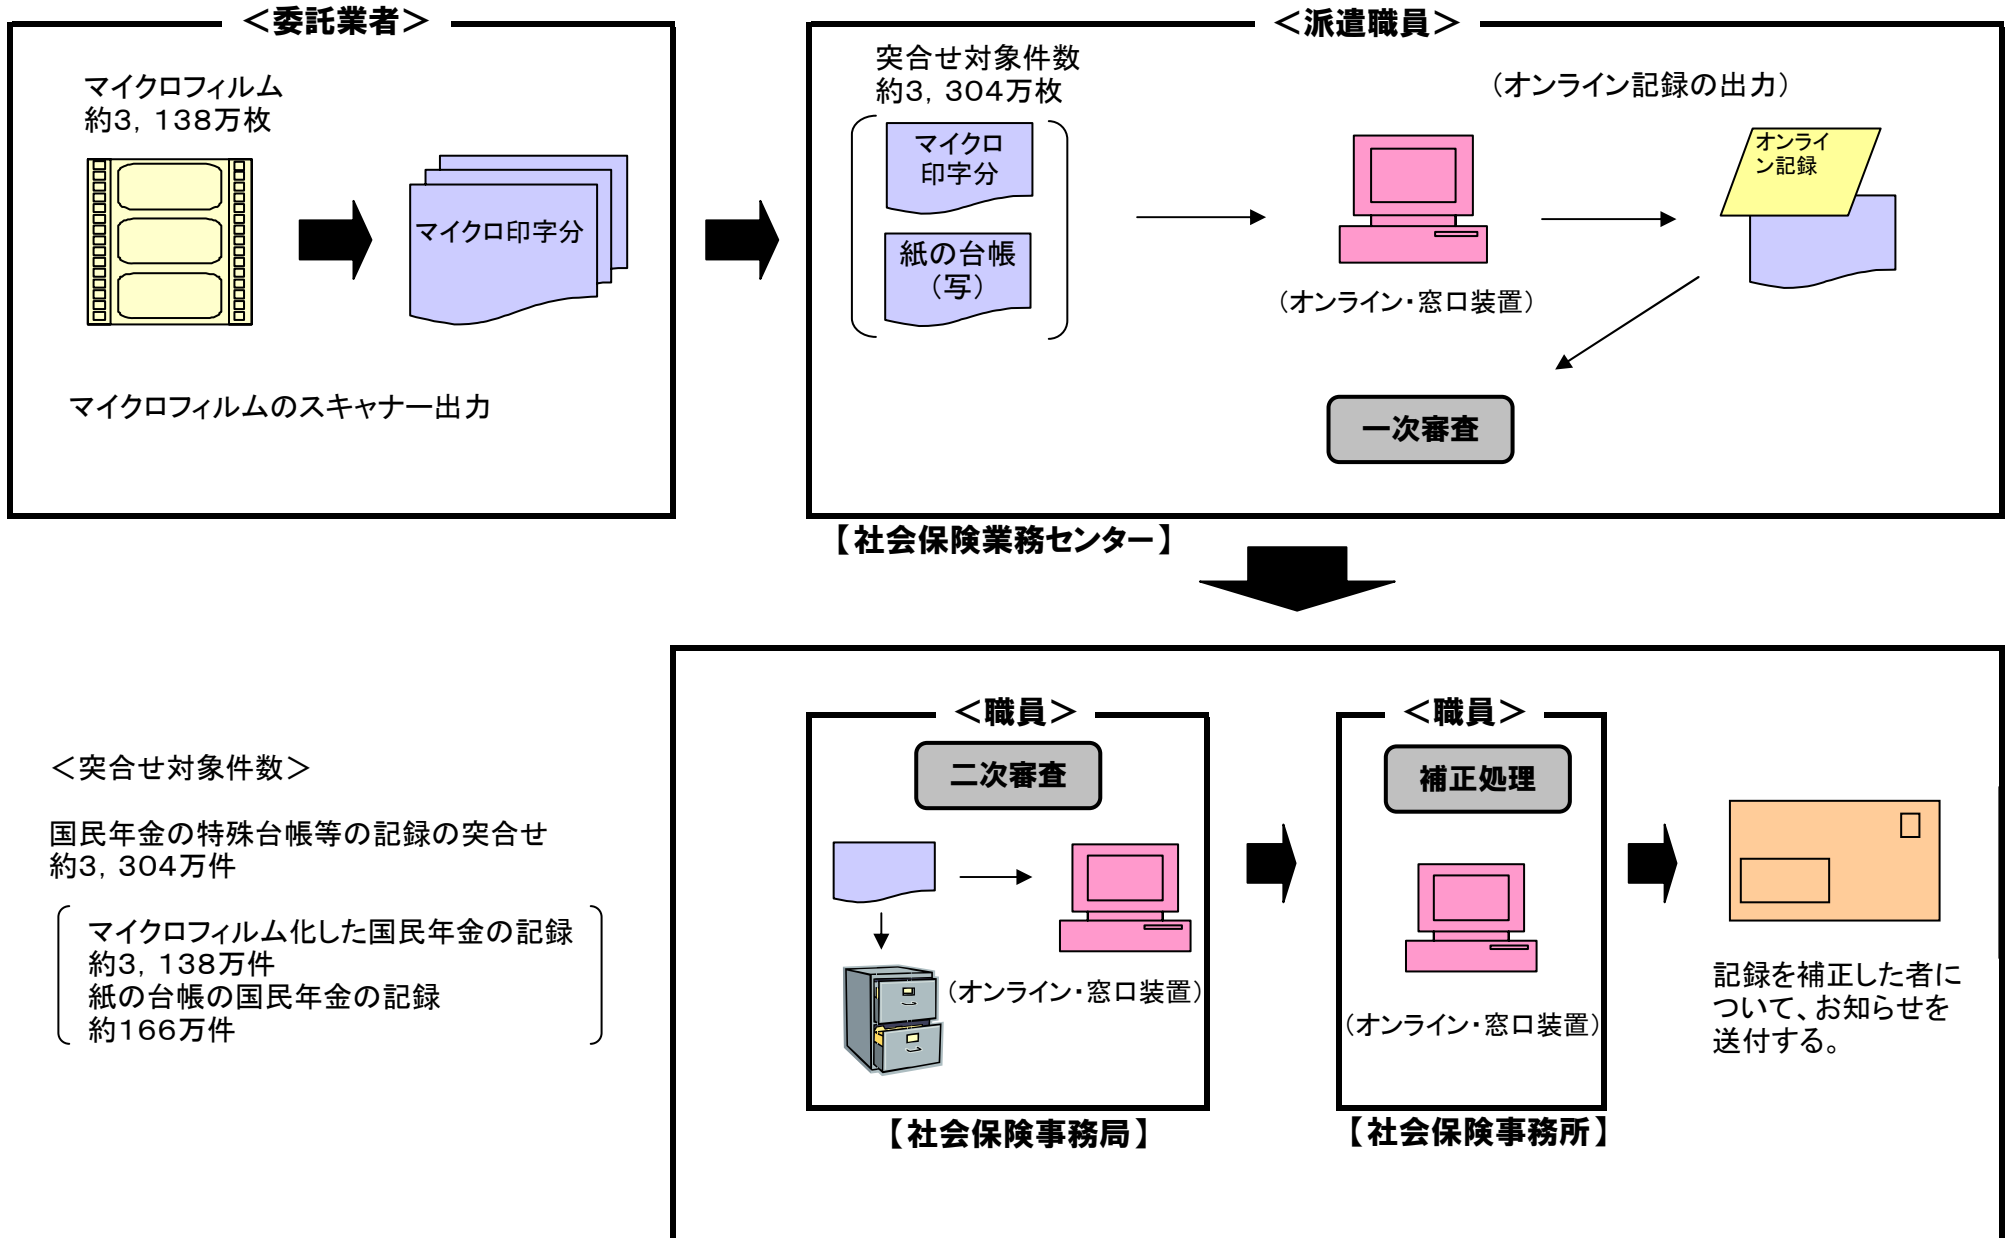 ＜委託業者＞
マイクロフィルム
約3，138万枚
マイクロ印字分
マイクロフィルムのスキャナー出力
＜派遣職員＞
突合せ対象件数
約3，304万枚
マイクロ
印字分
紙の台帳
（写）
（オンライン・窓口装置）
（オンライン記録の出力）
オンライ
ン記録
一次審査
【社会保険業務センター】
＜突合せ対象件数＞
国民年金の特殊台帳等の記録の突合せ
約3，304万件
マイクロフィルム化した国民年金の記録
約3，138万件
紙の台帳の国民年金の記録
約166万件
＜職員＞
二次審査
（オンライン・窓口装置）
【社会保険事務局】
＜職員＞
補正処理
（オンライン・窓口装置）
【社会保険事務所】
記録を補正した者に
ついて、お知らせを
送付する。